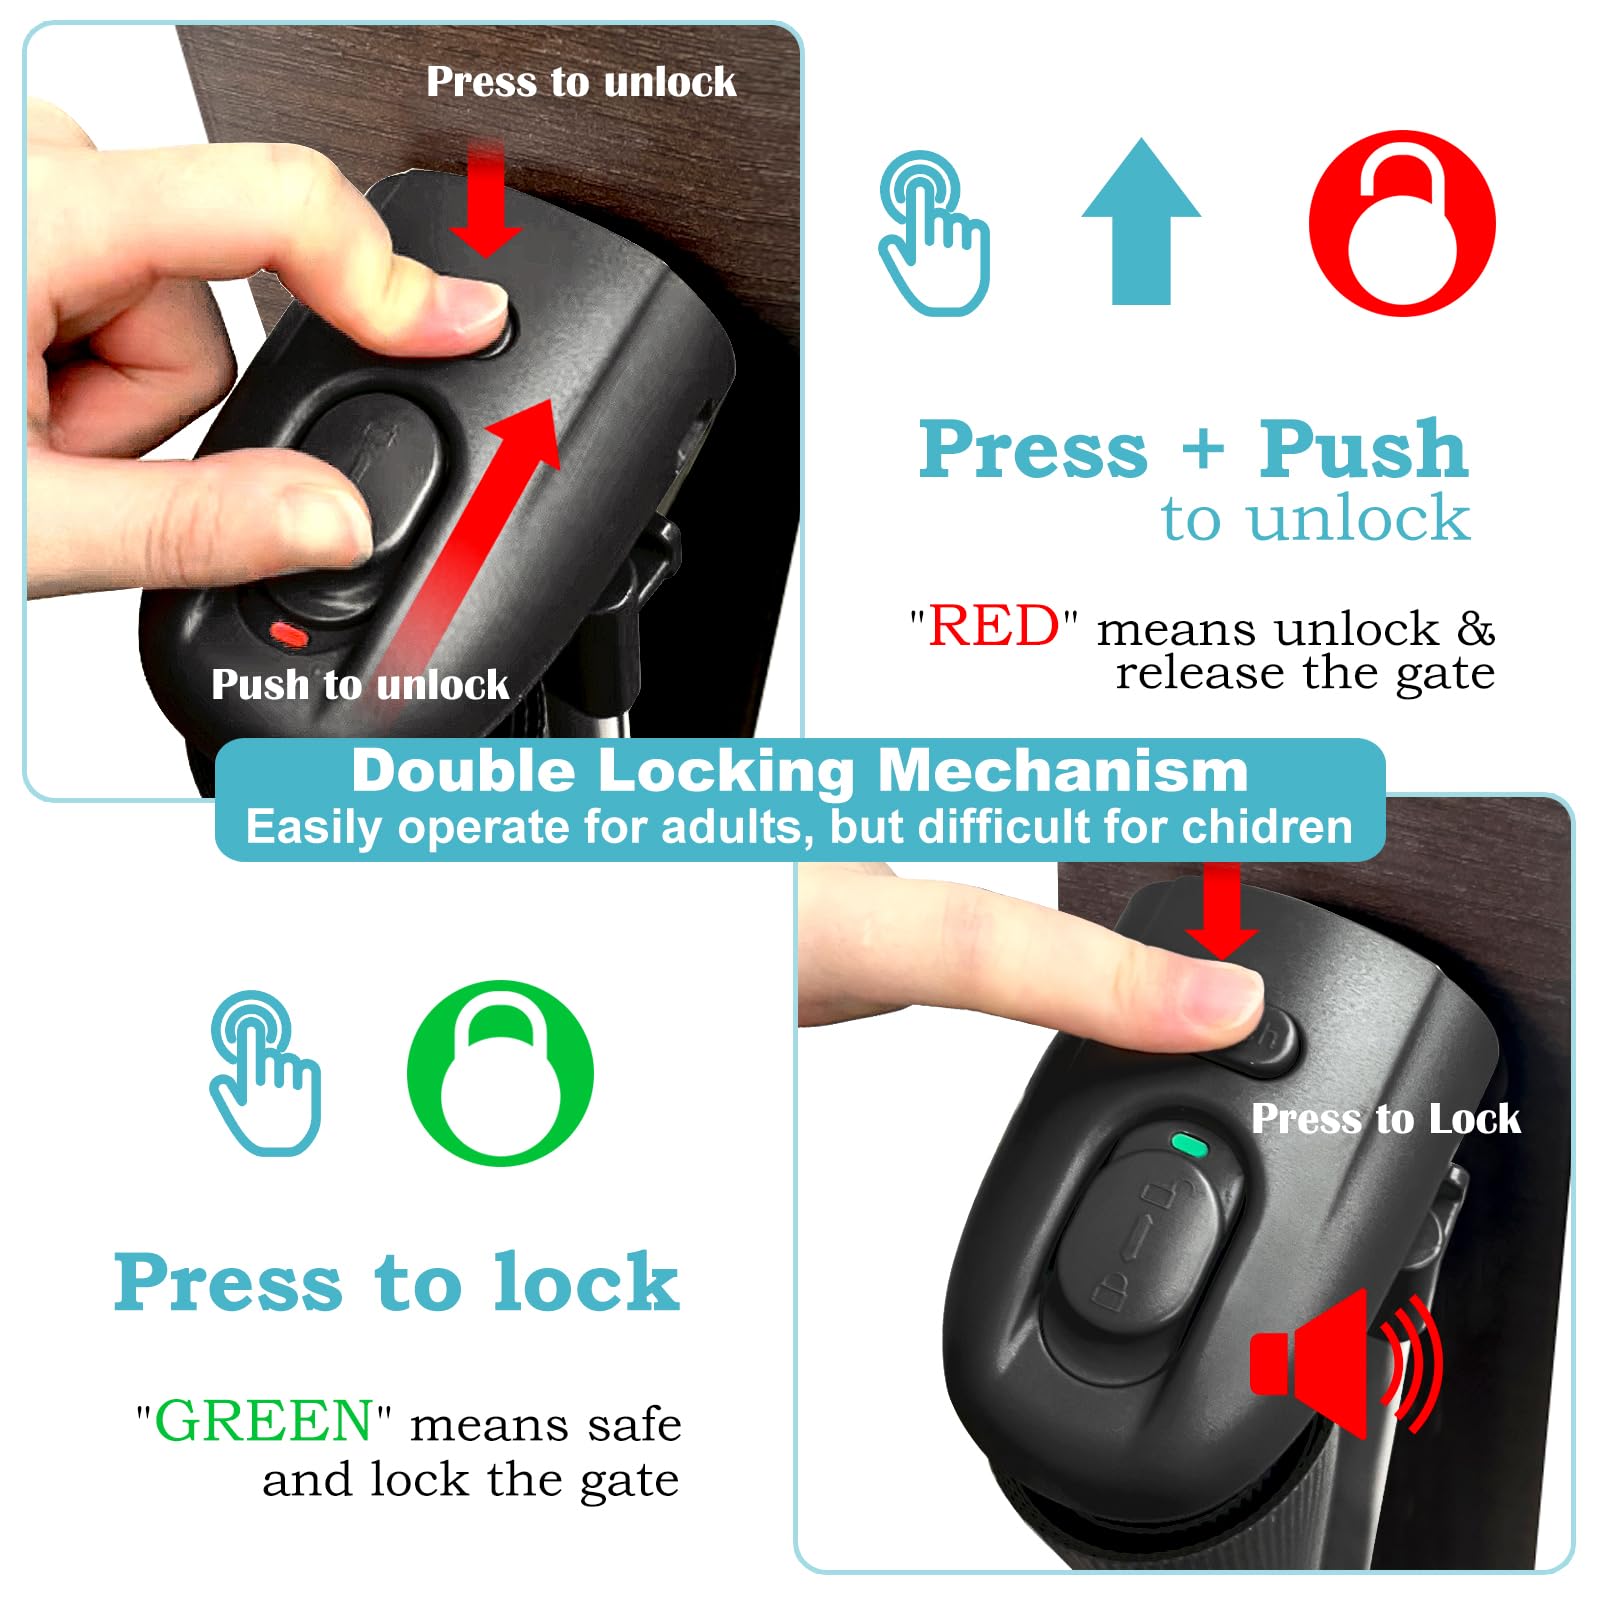 Press to unlock
Push to unlock
Press + Push
to unlock
"RED" means unlock &
release the gate
Double Locking Mechanism
Easily operate for adults, but difficult for chidren
Press to lock
"GREEN" means safe
and lock the gate
Press to Lock